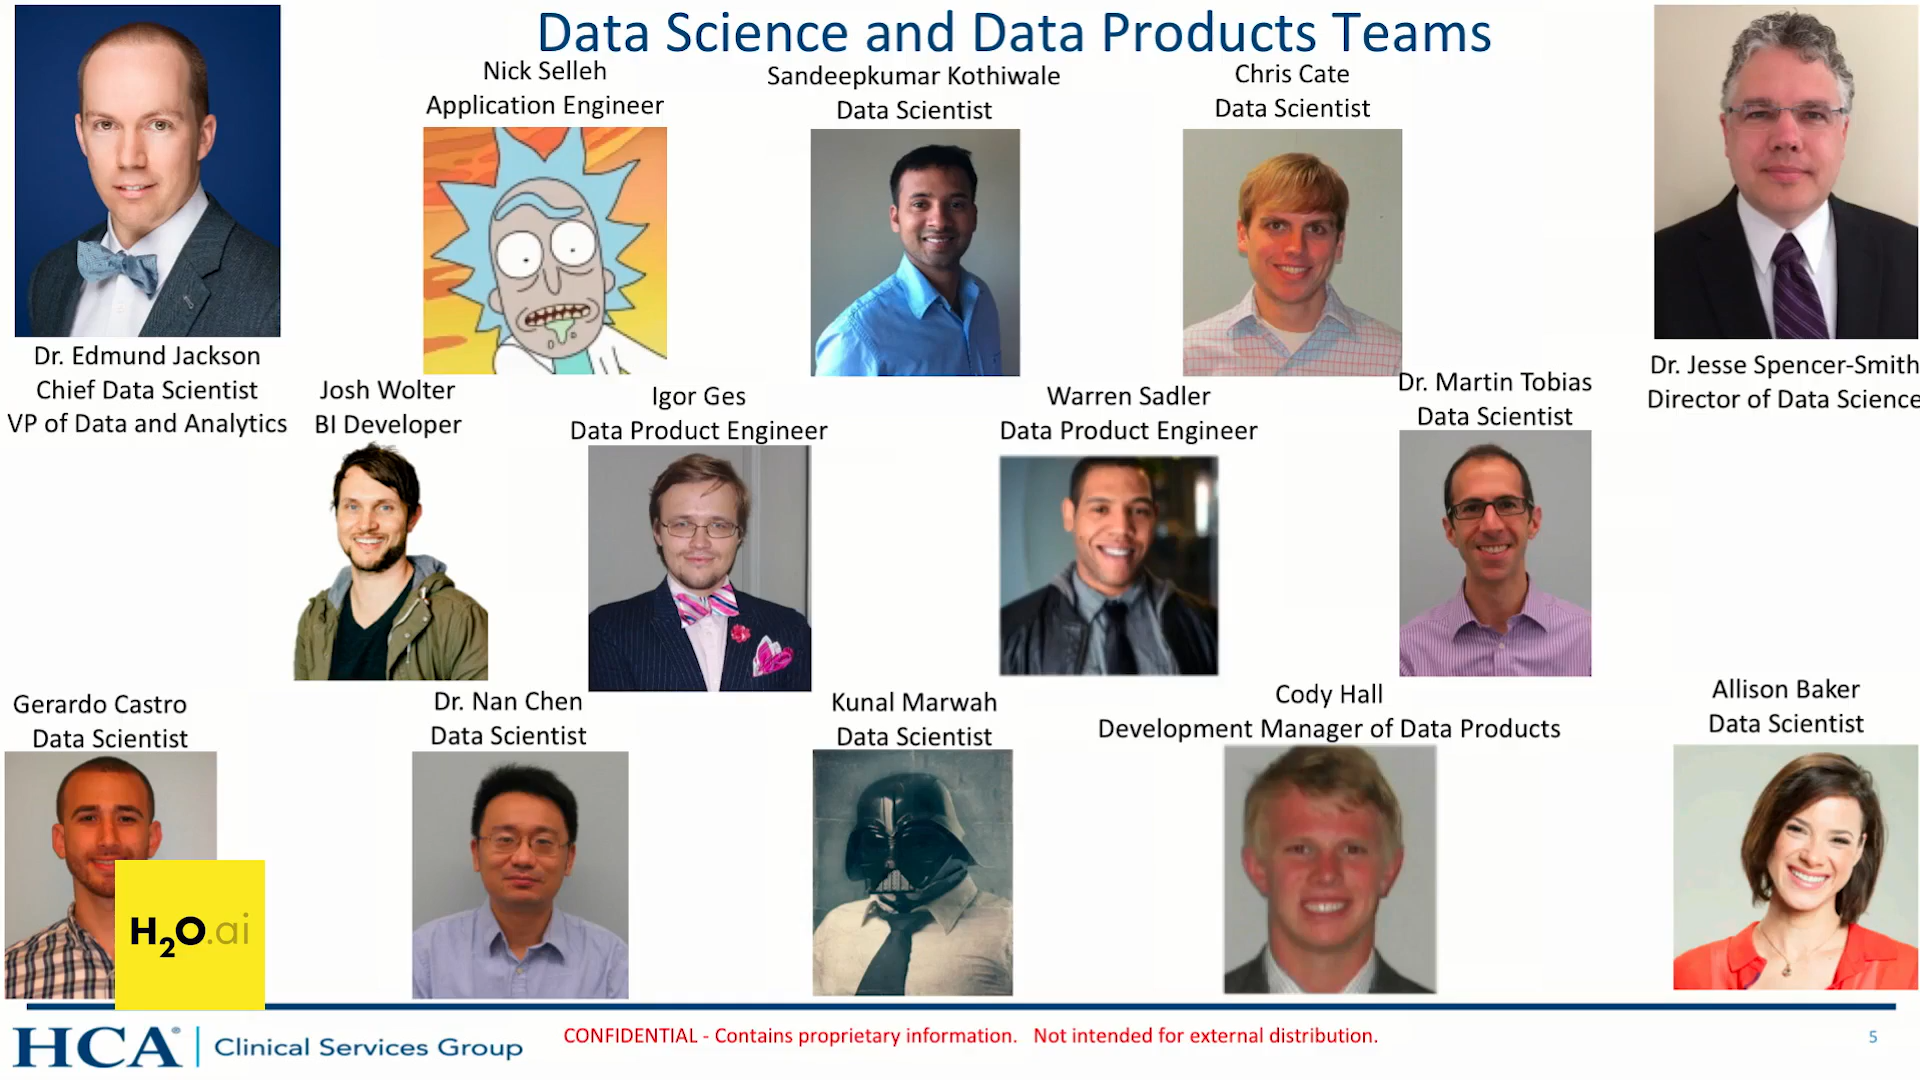 Data Science and Data Products Teams
Nick Selleh
Application Engineer
Sandeepkumar Kothiwale
Data Scientist
Chris Cate
Data Scientist
Dr. Edmund Jackson
Chief Data Scientist
VP of Data and Analytics
Dr. Jesse Spencer-Smith
Director of Data Science
Josh Wolter
BI Developer
Igor Ges
Data Product Engineer
Warren Sadler
Data Product Engineer
Dr. Martin Tobias
Data Scientist
Gerardo Castro
Data Scientist
Dr. Nan Chen
Data Scientist
Kunal Marwah
Data Scientist
Cody Hall
Development Manager of Data Products
Allison Baker
Data Scientist
H2O.ai
HCA® Clinical Services Group
CONFIDENTIAL - Contains proprietary information. Not intended for external distribution.
5